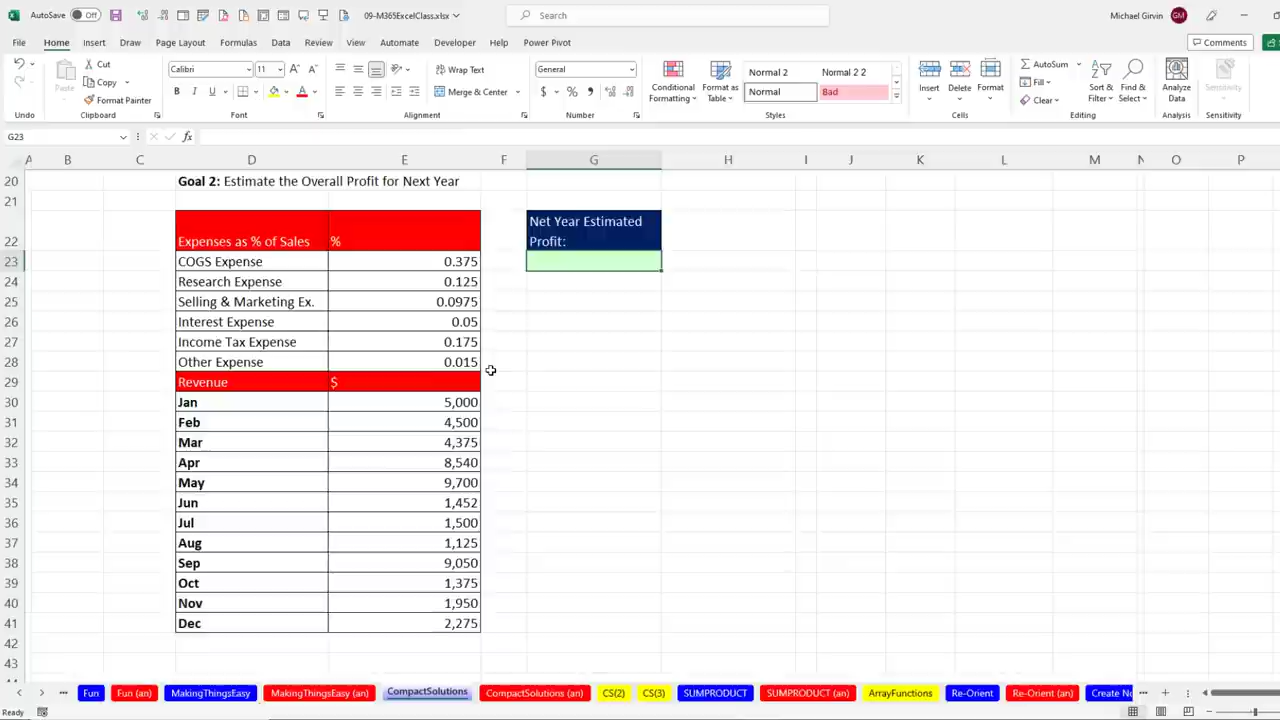 AutoSave Off 09-M365ExcelClass.xlsx Search Michael Girvin GM
File Home Insert Draw Page Layout Formulas Data Review View Automate Developer Help Power Pivot Comments
Cut Calibri 11 Wrap Text General Normal 2 Normal 2 2 AutoSum
Paste Copy Conditional Formatting Format as Table Insert Delete Format Fill Sort & Filter Find & Select Analyze Data Sensitivity
Format Painter Merge & Center Normal Bad Clear
Undo Clipboard Font Alignment Number Styles Cells Editing Analysis Sensitivity
G23 fx
A B C D E F G H I J K L M N O P
20 Goal 2: Estimate the Overall Profit for Next Year
21
22 Expenses as % of Sales % Net Year Estimated Profit:
23 COGS Expense 0.375
24 Research Expense 0.125
25 Selling & Marketing Ex. 0.0975
26 Interest Expense 0.05
27 Income Tax Expense 0.175
28 Other Expense 0.015
29 Revenue $
30 Jan 5,000
31 Feb 4,500
32 Mar 4,375
33 Apr 8,540
34 May 9,700
35 Jun 1,452
36 Jul 1,500
37 Aug 1,125
38 Sep 9,050
39 Oct 1,375
40 Nov 1,950
41 Dec 2,275
42
43
Fun Fun (an) MakingThingsEasy MakingThingsEasy (an) CompactSolutions CompactSolutions (an) CS(2) CS(3) SUMPRODUCT SUMPRODUCT (an) ArrayFunctions Re-Orient Re-Orient (an) Create
Ready